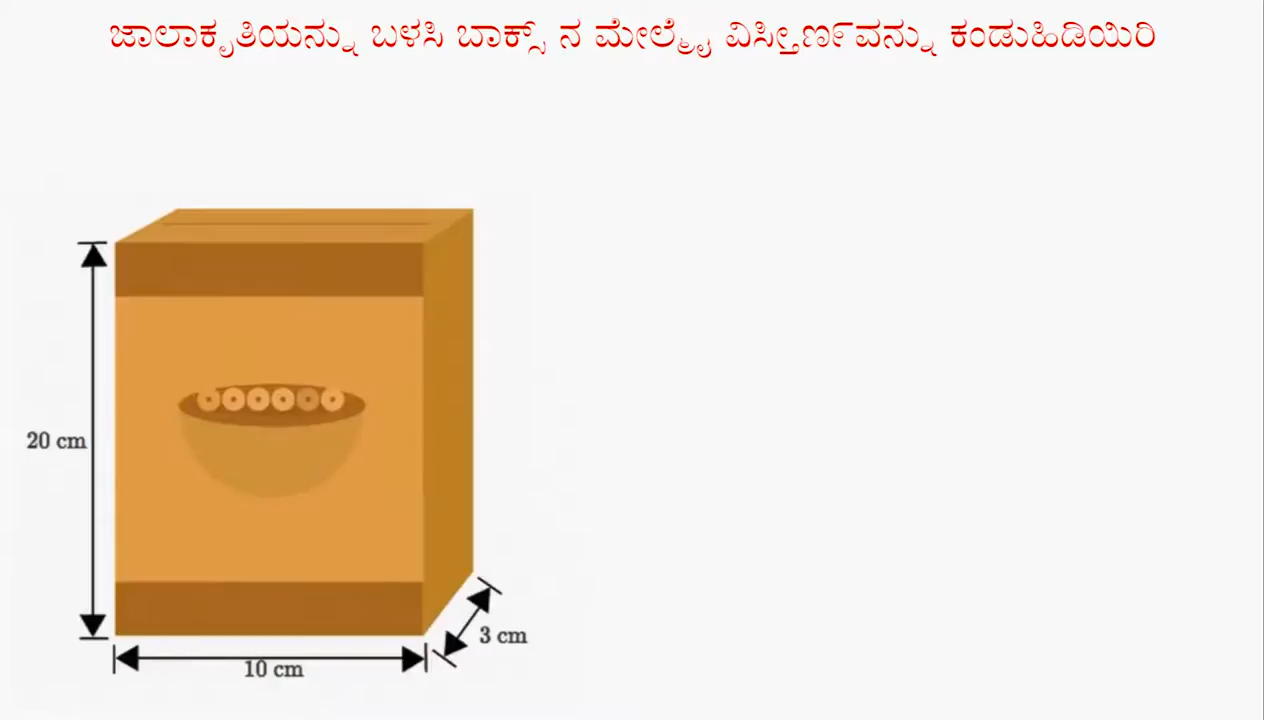 ಜಾಲಾಕೃತಿಯನ್ನು ಬಳಸಿ ಬಾಕ್ಸ್ ನ ಮೇಲ್ಮೈ ವಿಸ್ತೀರ್ಣವನ್ನು ಕಂಡುಹಿಡಿಯಿರಿ
20 cm
3 cm
10 cm